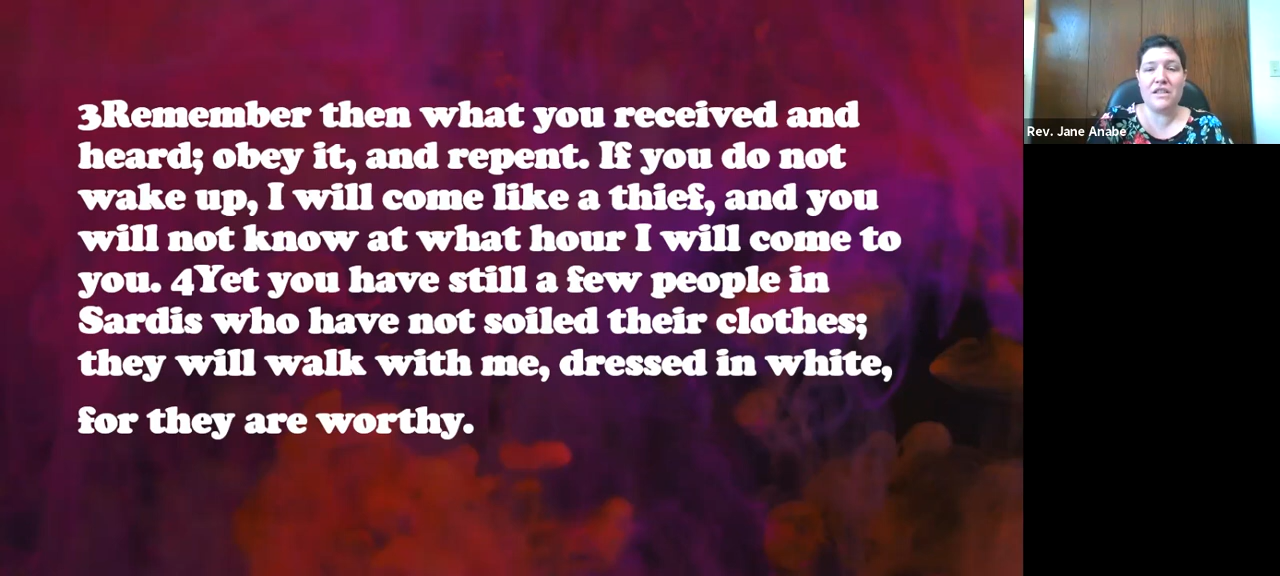 3Remember then what you received and
heard; obey it, and repent. If you do not
wake up, I will come like a thief, and you
will not know at what hour I will come to
you. 4Yet you have still a few people in
Sardis who have not soiled their clothes;
they will walk with me, dressed in white,
for they are worthy.
Rev. Jane Anabe